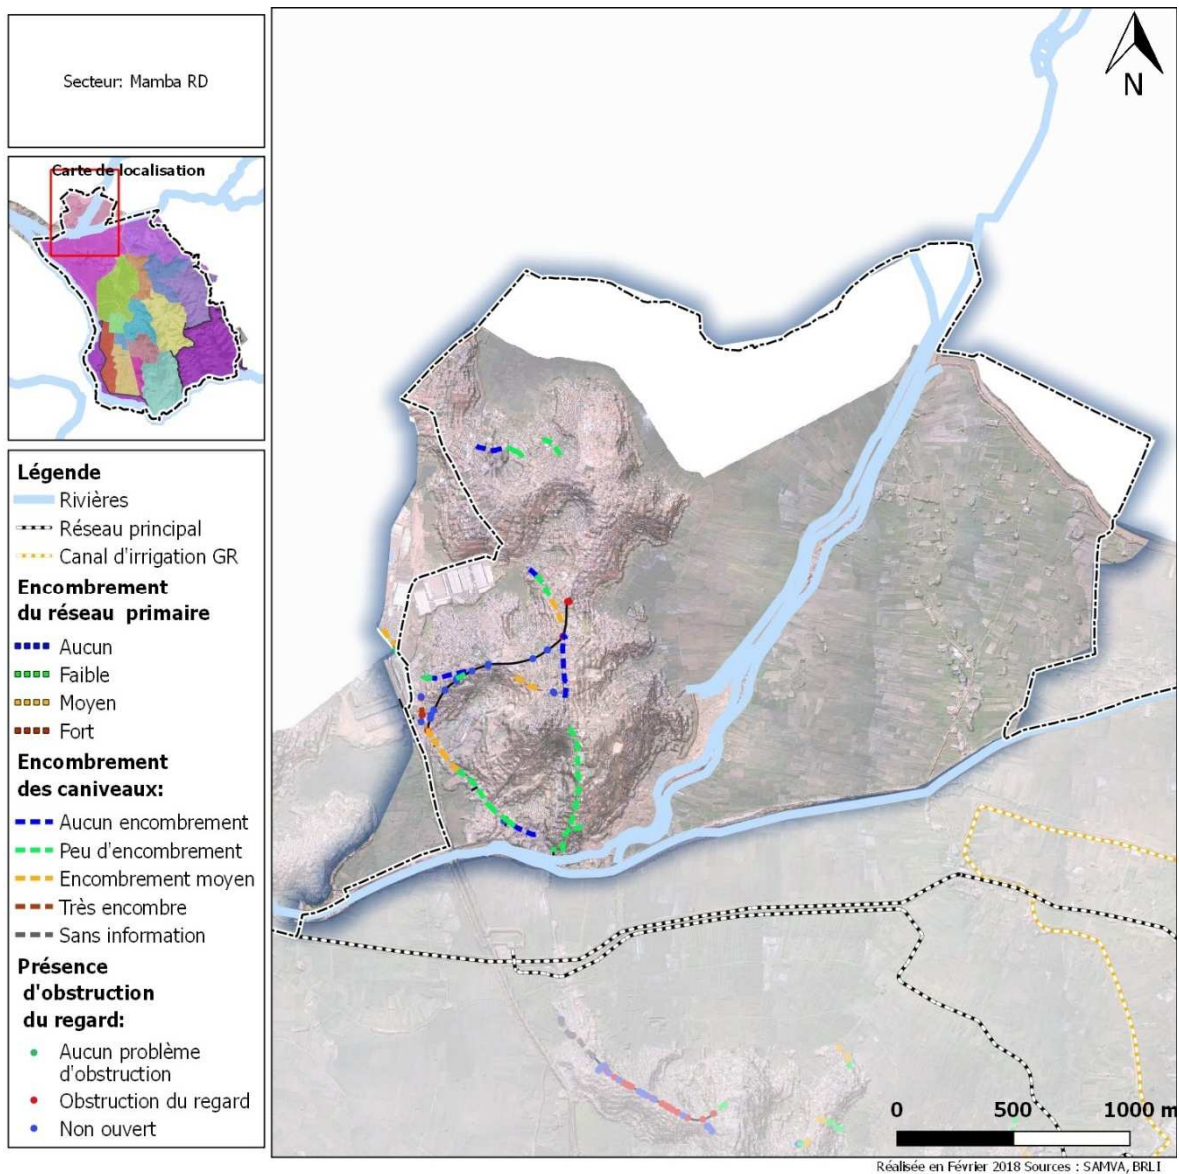 Secteur: Mamba RD
Carte de localisation
Légende
Rivières
Réseau principal
Canal d'irrigation GR
Encombrement
du réseau primaire
Aucun
Faible
Moyen
Fort
Encombrement
des caniveaux:
Aucun encombrement
Peu d'encombrement
Encombrement moyen
Très encombre
Sans information
Présence
d'obstruction
du regard:
Aucun problème
d'obstruction
Obstruction du regard
Non ouvert
N
0 500 1000 m
Réalisée en Février 2018 Sources : SAMVA, BRLI